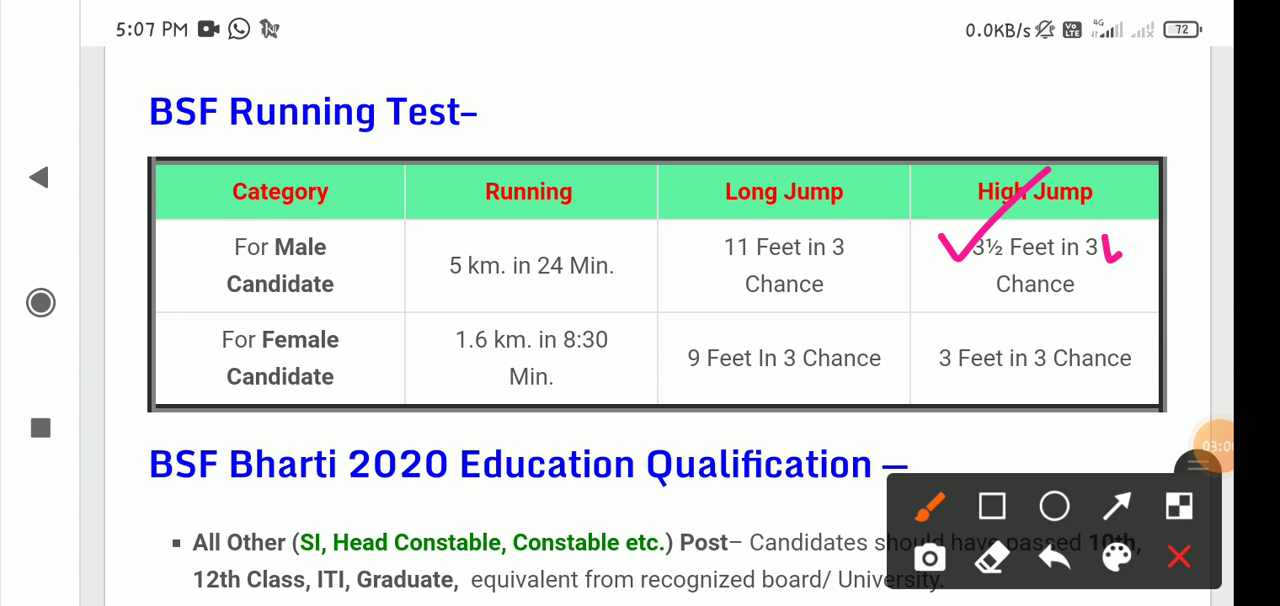 5:07 PM
0.0KB/s
Vo LTE
4G
72
BSF Running Test–
Category Running Long Jump High Jump
For Male Candidate
5 km. in 24 Min.
11 Feet in 3 Chance
3½ Feet in 3 Chance
For Female Candidate
1.6 km. in 8:30 Min.
9 Feet In 3 Chance
3 Feet in 3 Chance
BSF Bharti 2020 Education Qualification –
▪ All Other (SI, Head Constable, Constable etc.) Post– Candidates should have passed 10th,
12th Class, ITI, Graduate, equivalent from recognized board/ University.